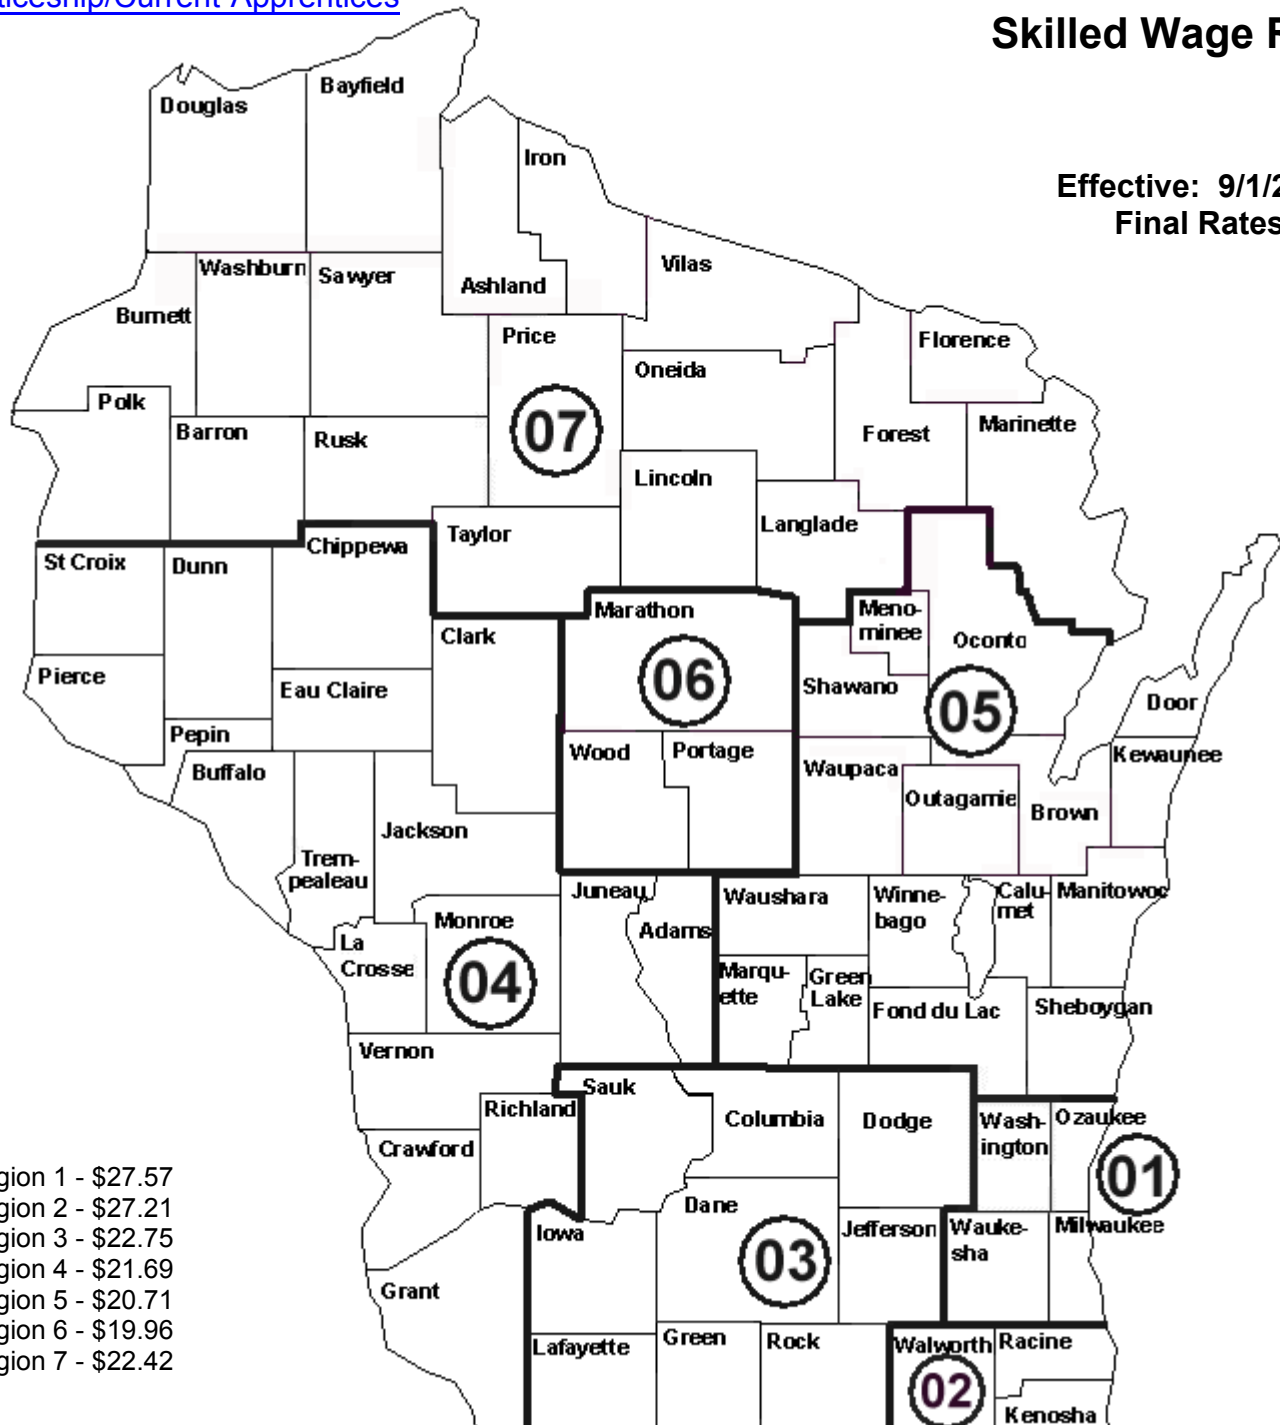 ticeship/Current-Apprentices
Skilled Wage R
Effective: 9/1/2
Final Rates
Douglas
Bayfield
Iron
Vilas
Washburn
Sawyer
Ashland
Burnett
Price
Florence
Oneida
Polk
07
Barron
Rusk
Forest
Marinette
Lincoln
Langlade
Taylor
Chippewa
St Croix
Dunn
Marathon
Meno-
minee
Clark
Oconto
Pierce
Eau Claire
06
Shawano
05
Door
Pepin
Buffalo
Wood
Portage
Waupaca
Kewaunee
Outagamie
Brown
Jackson
Trem-
pealeau
Juneau
Waushara
Winne-
bago
Calu-
met
Manitowoc
Monroe
Adams
La
Crosse
04
Marqu-
ette
Green
Lake
Fond du Lac
Sheboygan
Vernon
Sauk
Richland
Columbia
Dodge
Wash-
ington
Ozaukee
Crawford
01
Dane
Iowa
Jefferson
Wauke-
sha
Milwaukee
03
Grant
Lafayette
Green
Rock
Walworth
Racine
02
Kenosha
gion 1 - $27.57
gion 2 - $27.21
gion 3 - $22.75
gion 4 - $21.69
gion 5 - $20.71
gion 6 - $19.96
gion 7 - $22.42